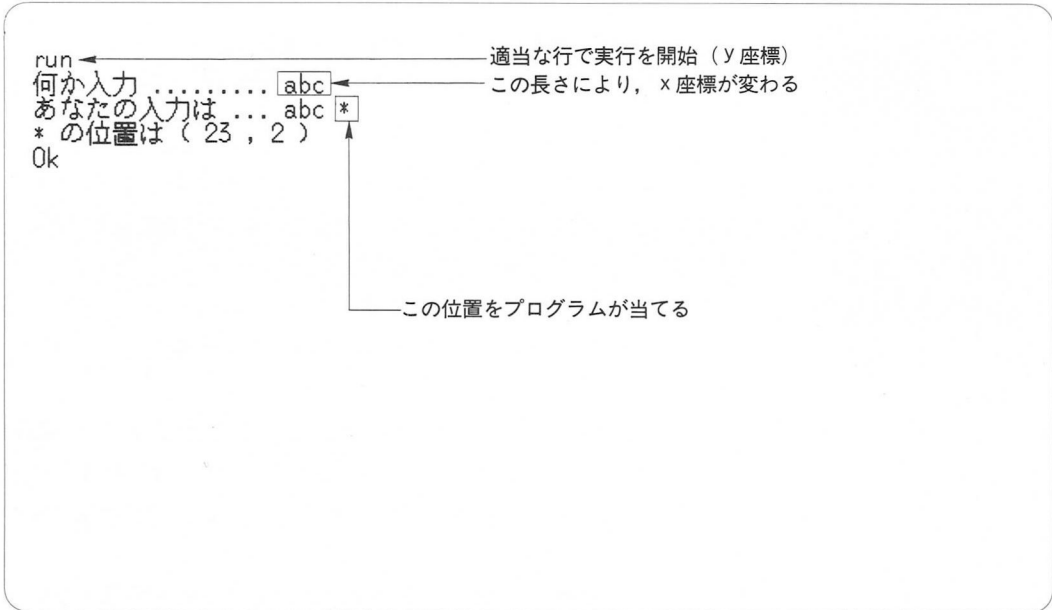 run 適当な行で実行を開始（y座標）
何か入力 ......... abc この長さにより，x座標が変わる
あなたの入力は ... abc *
* の位置は ( 23 , 2 )
Ok
この位置をプログラムが当てる